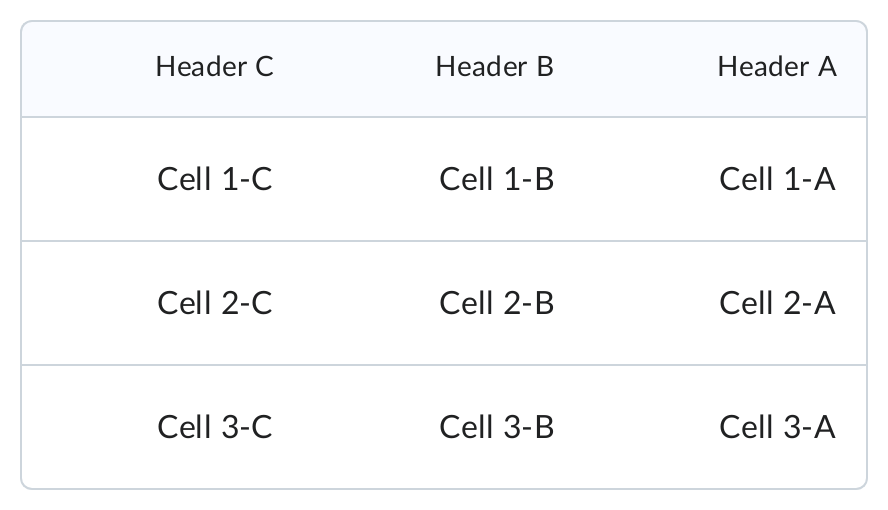 Header C Header B Header A
Cell 1-C Cell 1-B Cell 1-A
Cell 2-C Cell 2-B Cell 2-A
Cell 3-C Cell 3-B Cell 3-A